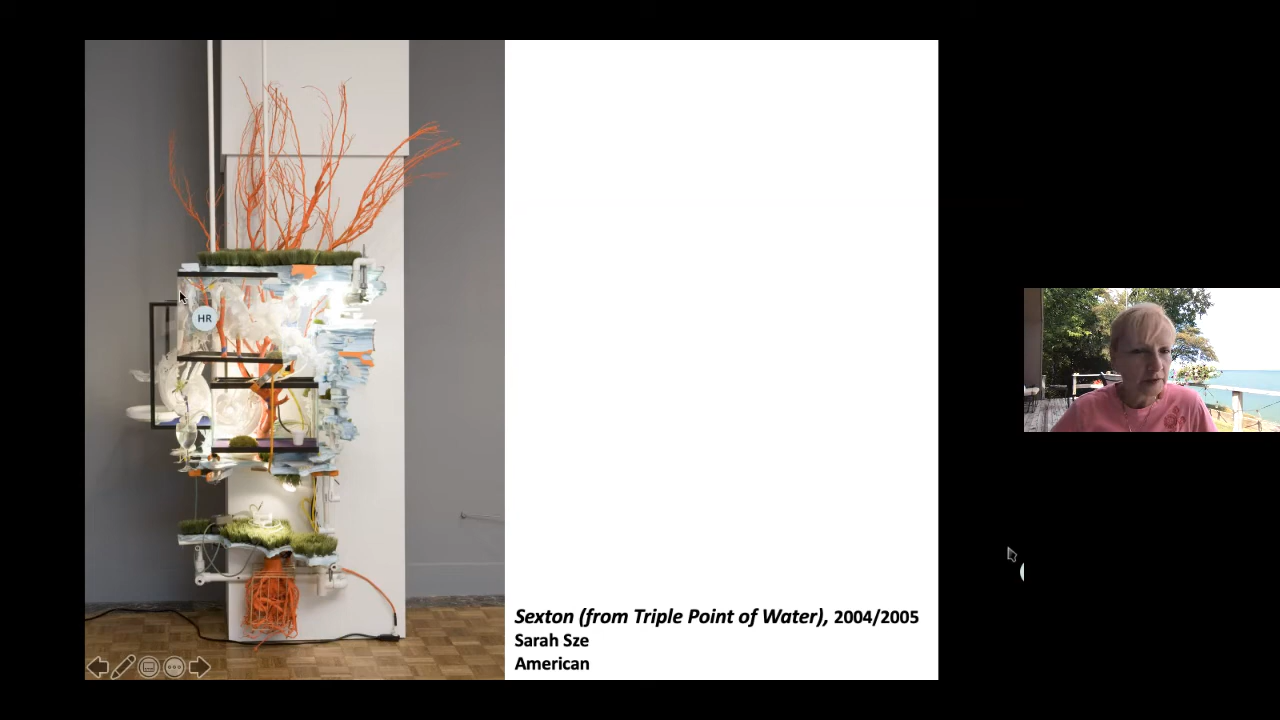 HR
Sexton (from Triple Point of Water), 2004/2005
Sarah Sze
American